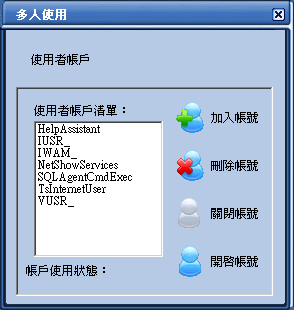 多人使用
使用者帳戶
使用者帳戶清單：
HelpAssistant
IUSR_
IWAM_
NetShowServices
SQLAgentCmdExec
TsInternetUser
VUSR_
帳戶使用狀態：
加入帳號
刪除帳號
關閉帳號
開啟帳號